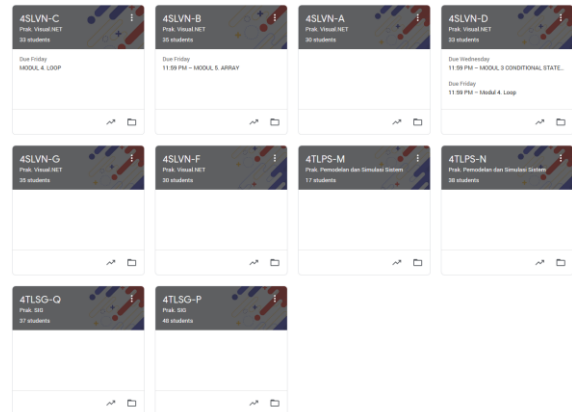 4SLVN-C
Prak. Visual.NET
33 students
Due Friday
MODUL 4. LOOP
4SLVN-B
Prak. Visual.NET
35 students
Due Friday
11:59 PM – MODUL 5. ARRAY
4SLVN-A
Prak. Visual.NET
30 students
4SLVN-D
Prak. Visual.NET
33 students
Due Wednesday
11:59 PM – MODUL 3 CONDITIONAL STATE...
Due Friday
11:59 PM – Modul 4. Loop
4SLVN-G
Prak. Visual.NET
35 students
4SLVN-F
Prak. Visual.NET
30 students
4TLPS-M
Prak. Pemodelan dan Simulasi Sistem
17 students
4TLPS-N
Prak. Pemodelan dan Simulasi Sistem
38 students
4TLSG-Q
Prak. SIG
37 students
4TLSG-P
Prak. SIG
40 students